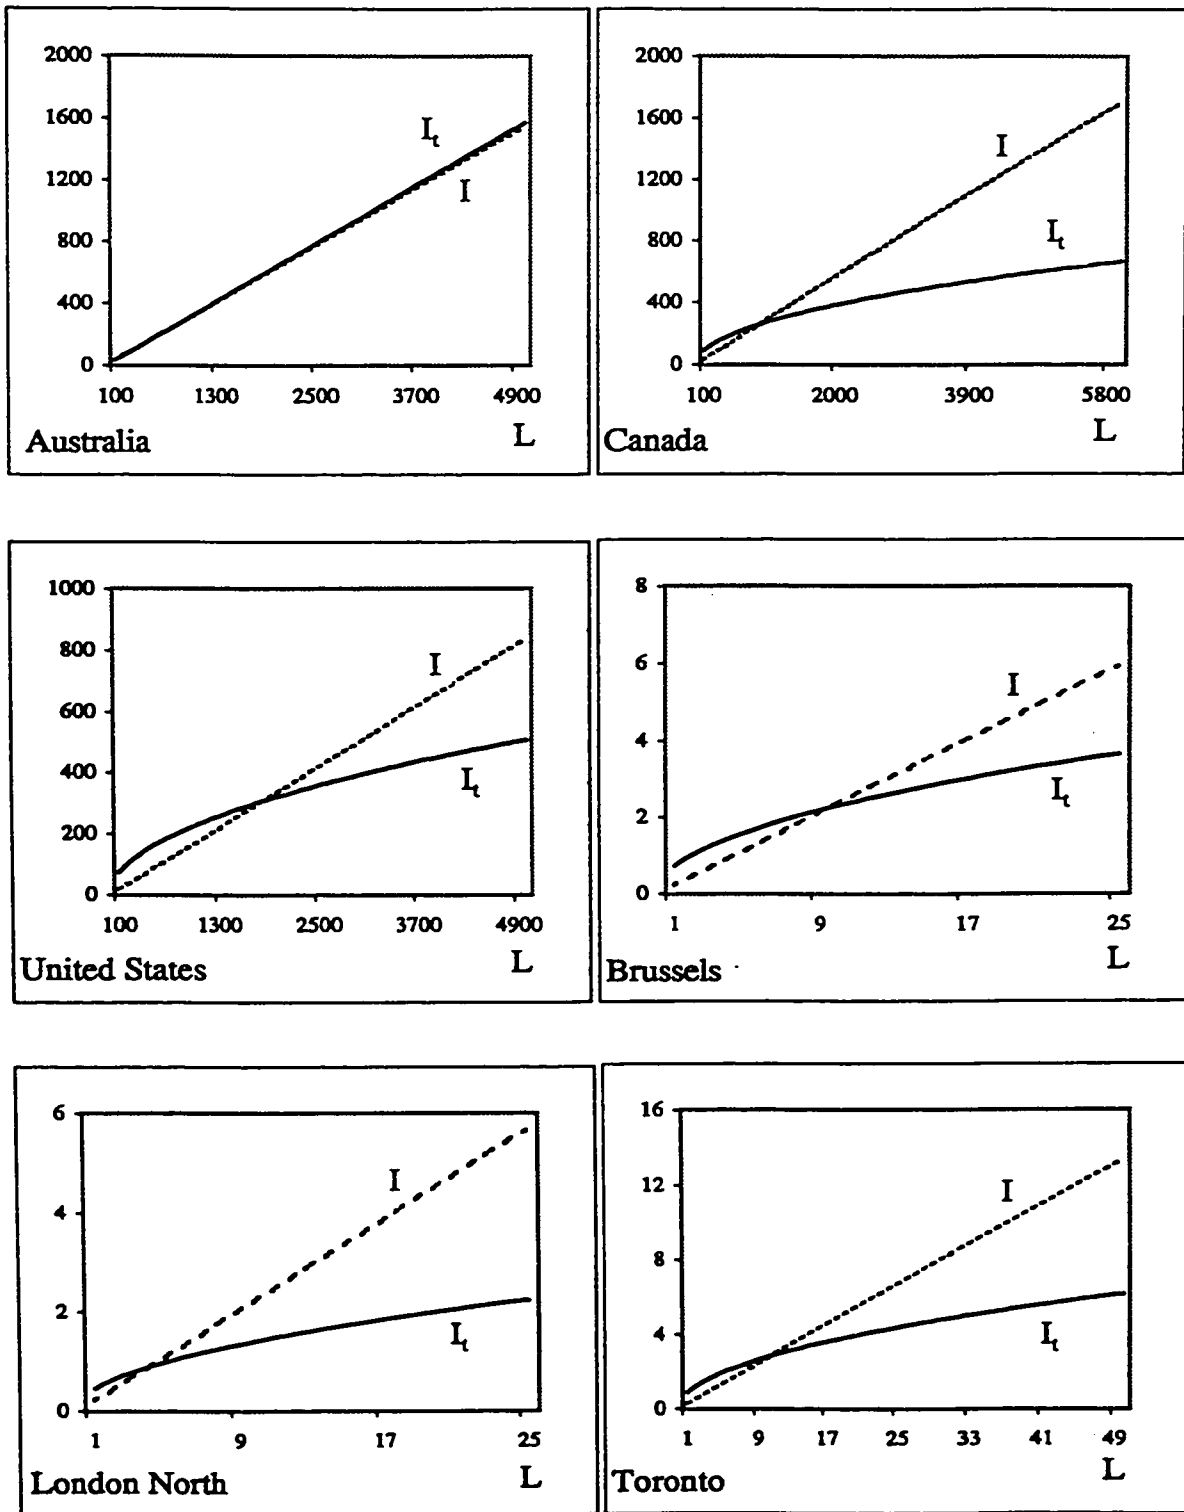 2000
1600
1200
800
400
0
I_t
I
100 1300 2500 3700 4900
Australia L
2000
1600
1200
800
400
0
I
I_t
100 2000 3900 5800
Canada L
1000
800
600
400
200
0
I
I_t
100 1300 2500 3700 4900
United States L
8
6
4
2
0
I
I_t
1 9 17 25
Brussels L
6
4
2
0
I
I_t
1 9 17 25
London North L
16
12
8
4
0
I
I_t
1 9 17 25 33 41 49
Toronto L